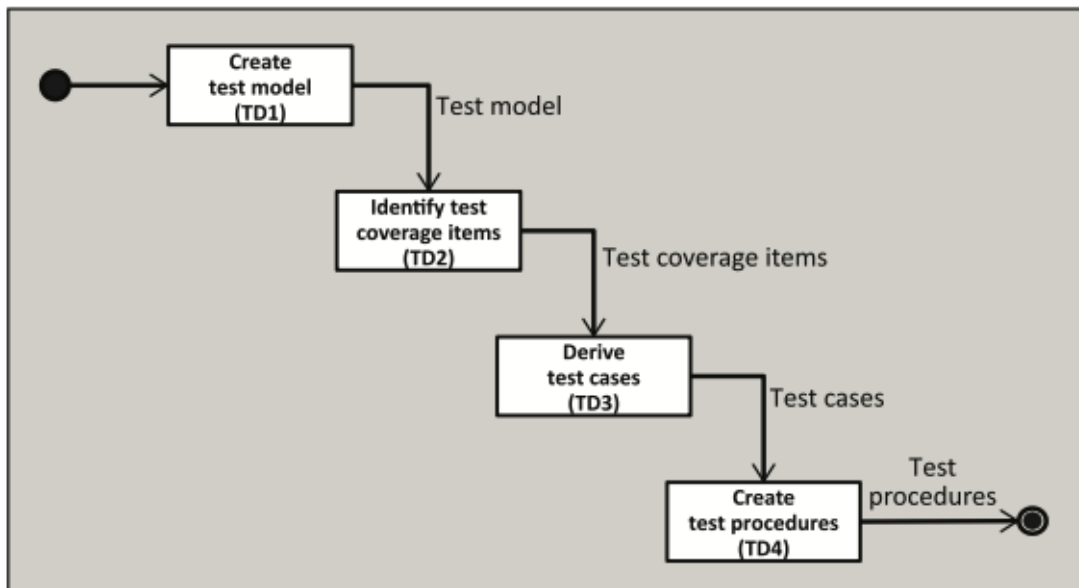 Create
test model
(TD1)
Test model
Identify test
coverage items
(TD2)
Test coverage items
Derive
test cases
(TD3)
Test cases
Create
test procedures
(TD4)
Test
procedures